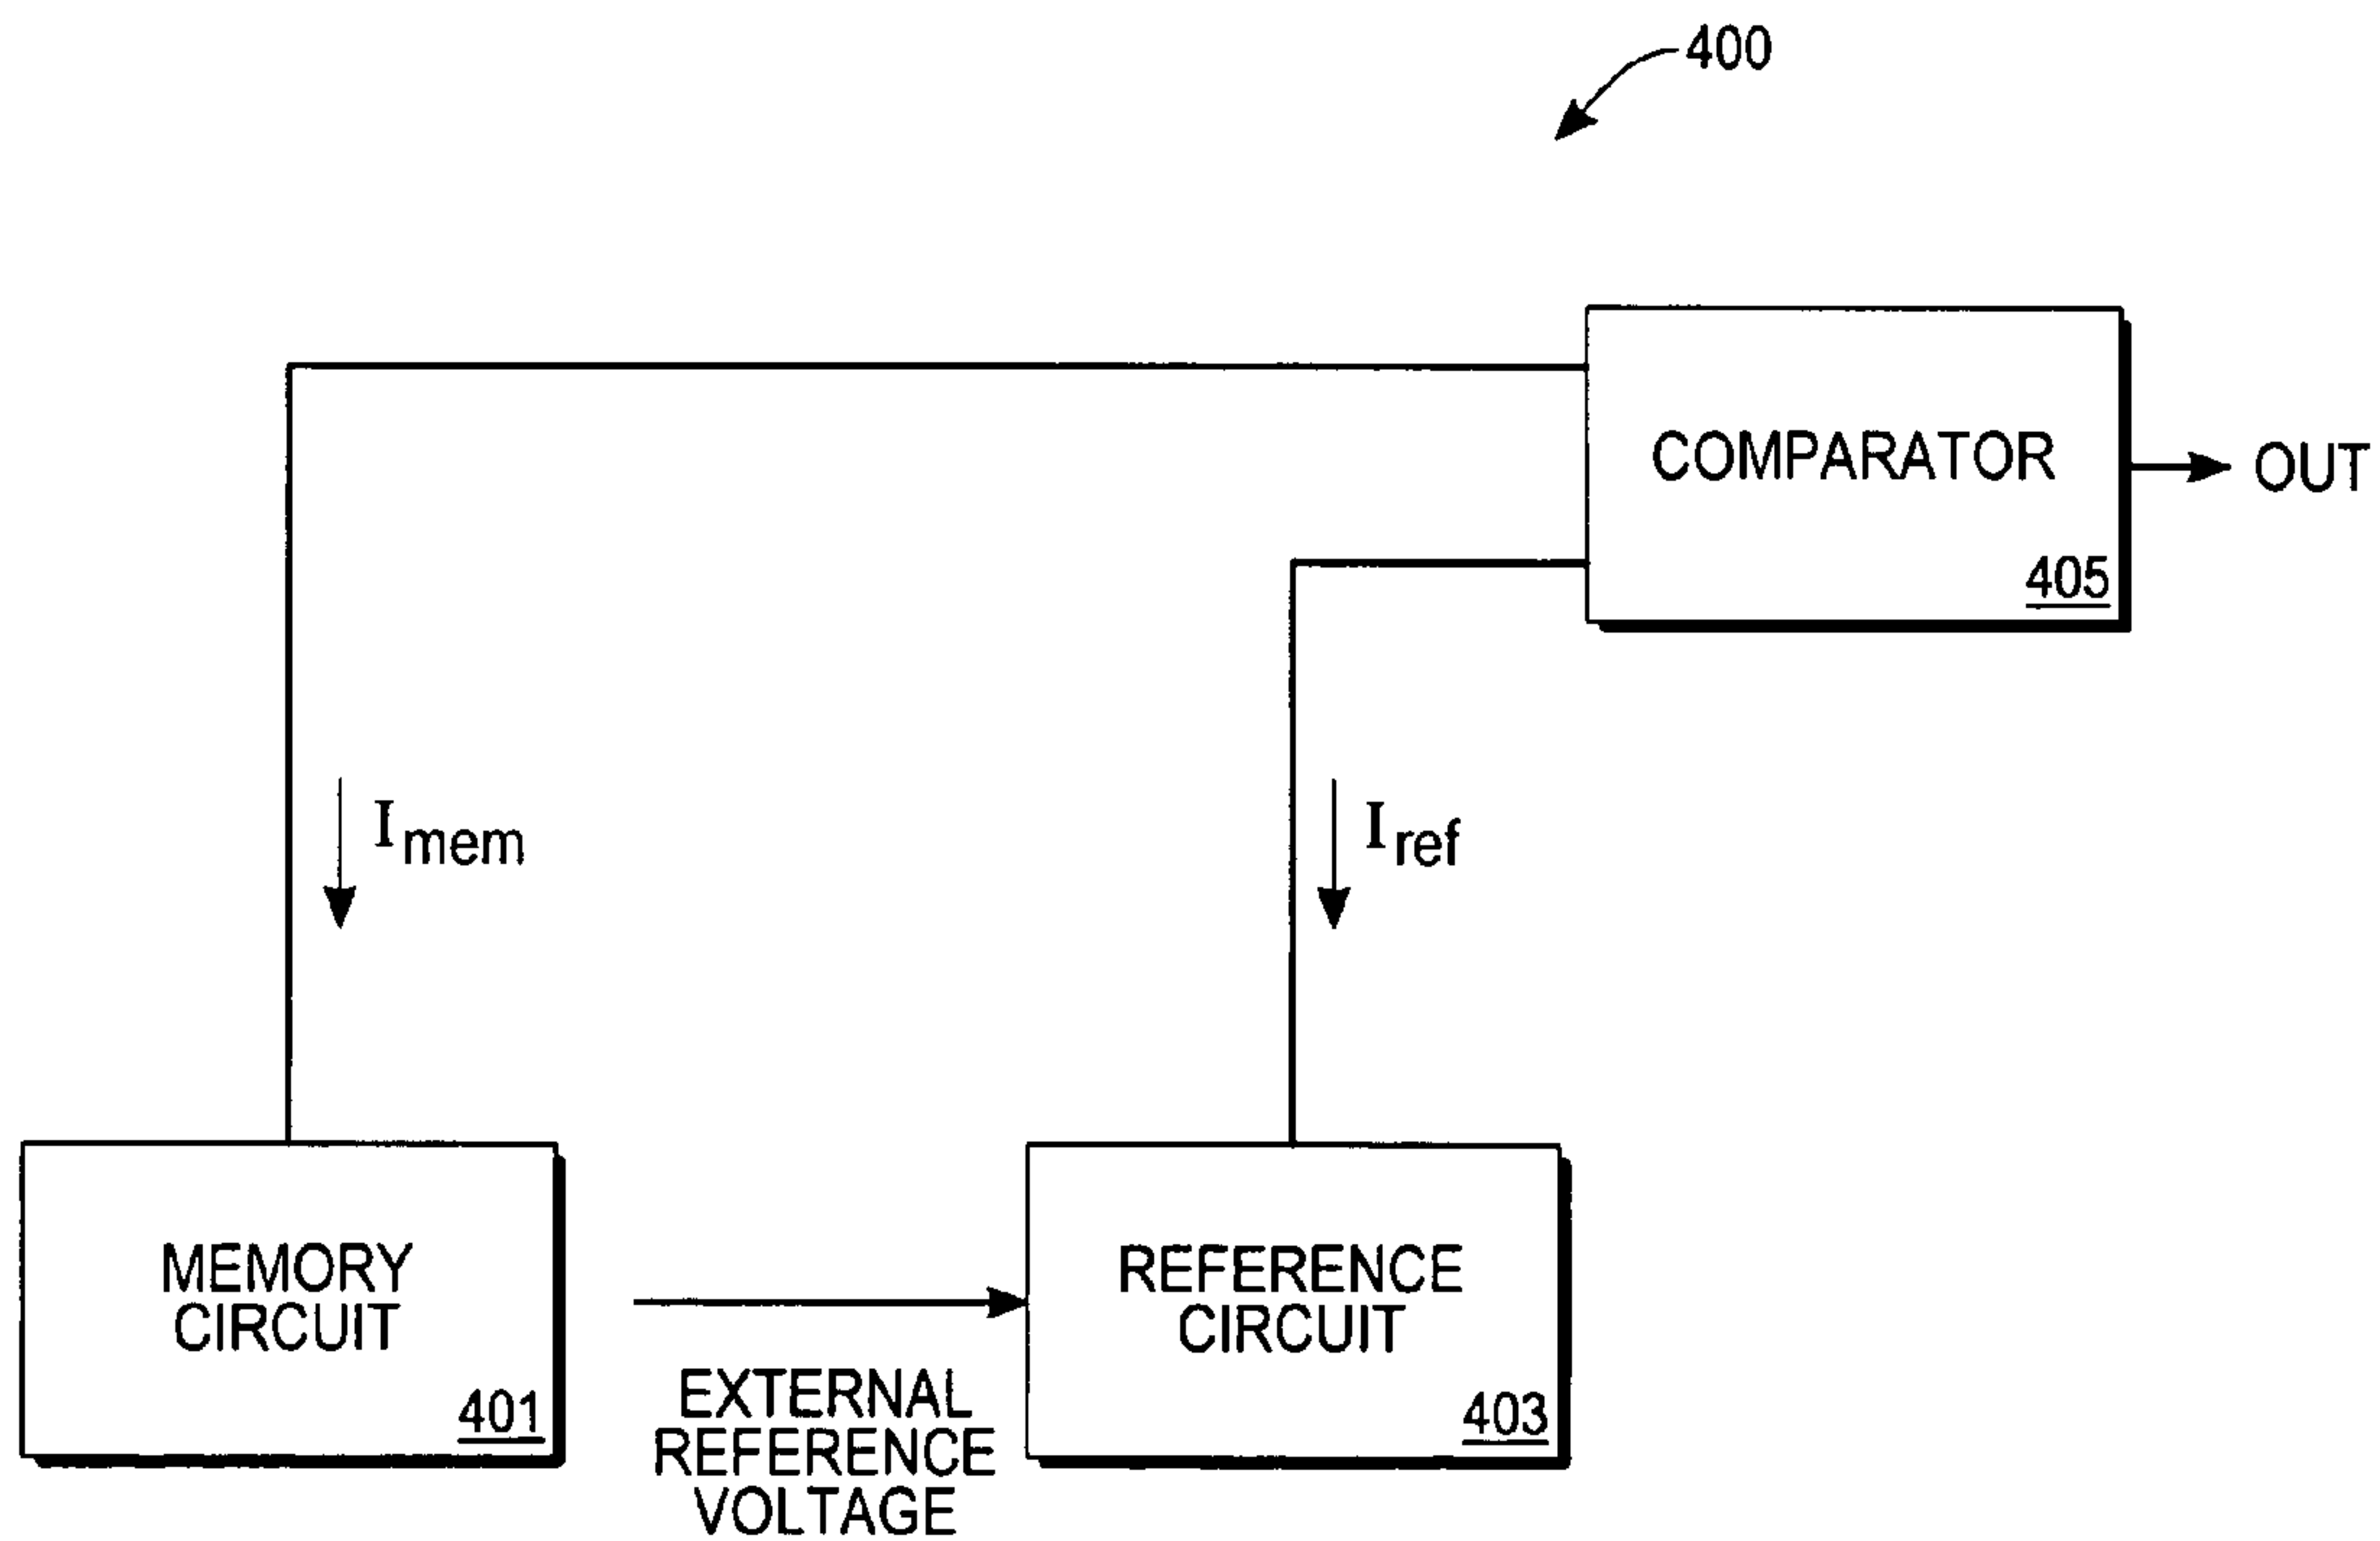 400
COMPARATOR
OUT
405
Imem
Iref
MEMORY
CIRCUIT
401
EXTERNAL
REFERENCE
VOLTAGE
REFERENCE
CIRCUIT
403